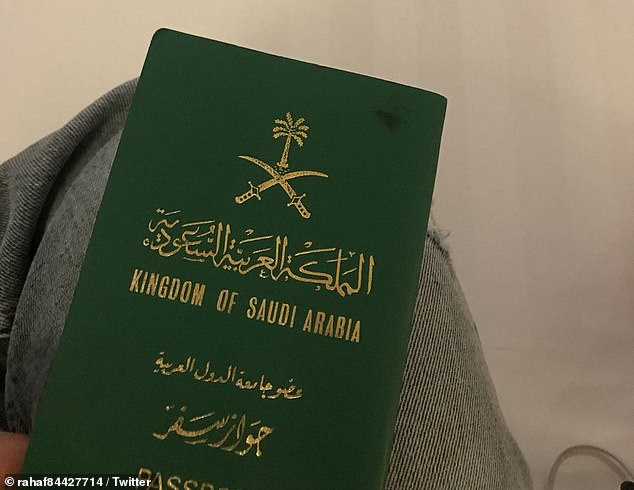 المملكة العربية السعودية
KINGDOM OF SAUDI ARABIA
عضو جامعة الدول العربية
جواز سفر
rahaf84427714 / Twitter